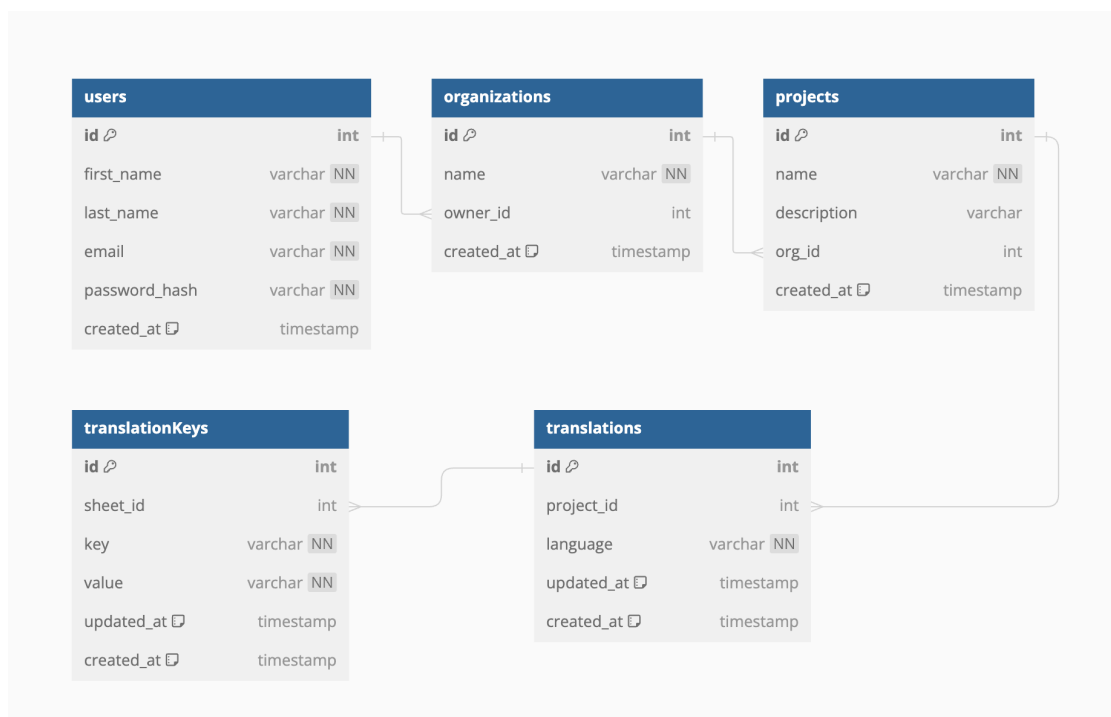 users
id int
first_name varchar NN
last_name varchar NN
email varchar NN
password_hash varchar NN
created_at timestamp
organizations
id int
name varchar NN
owner_id int
created_at timestamp
projects
id int
name varchar NN
description varchar
org_id int
created_at timestamp
translationKeys
id int
sheet_id int
key varchar NN
value varchar NN
updated_at timestamp
created_at timestamp
translations
id int
project_id int
language varchar NN
updated_at timestamp
created_at timestamp